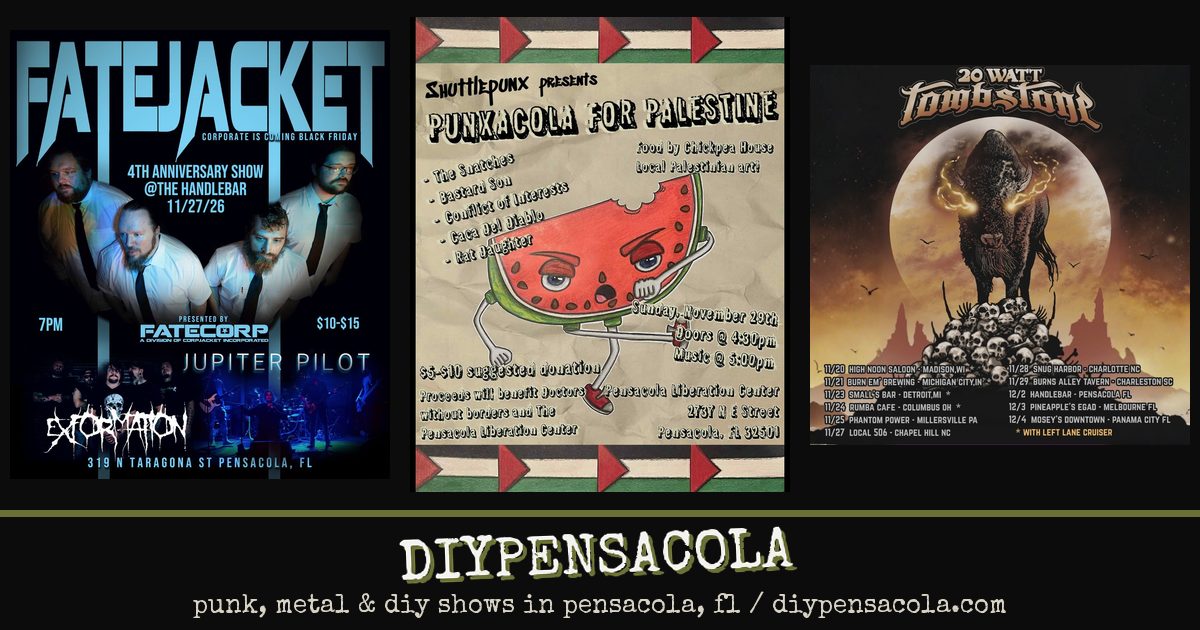 FATEJACKET
CORPORATE IS COMING BLACK FRIDAY
4TH ANNIVERSARY SHOW
@THE HANDLEBAR
11/27/26
7PM
PRESENTED BY
FATECORP
A DIVISION OF CORPJACKET INCORPORATED
$10-$15
JUPITER PILOT
EXFORMATION
319 N TARAGONA ST PENSACOLA, FL
Shuttlepunx presents
PUNXACOLA FOR PALESTINE
- The Snatches
- Bastard Son
- Conflict of Interests
- Caca Del Diablo
- Rat Daughter
Food by Chickpea House
Local Palestinian art!
Sunday, November 29th
Doors @ 4:30pm
Music @ 5:00pm
$5-$10 suggested donation
Proceeds will benefit Doctors
without borders and The
Pensacola Liberation Center
Pensacola Liberation Center
Pensacola, FL 32501
20 WATT
Tombstone
11/20 HIGH NOON SALOON - MADISON, WI
11/21 BURN EM' BREWING - MICHIGAN CITY, IN
11/23 SMALL'S BAR - DETROIT, MI *
11/24 RUMBA CAFE - COLUMBUS OH *
11/25 PHANTOM POWER - MILLERSVILLE PA
11/27 LOCAL 506 - CHAPEL HILL NC
11/28 SNUG HARBOR - CHARLOTTE NC
11/29 BURNS ALLEY TAVERN - CHARLESTON SC
12/2 HANDLEBAR - PENSACOLA FL
12/3 PINEAPPLE'S EGAD - MELBOURNE FL
12/4 MOSEY'S DOWNTOWN - PANAMA CITY FL
* WITH LEFT LANE CRUISER
DIYPENSACOLA
punk, metal & diy shows in pensacola, fl / diypensacola.com